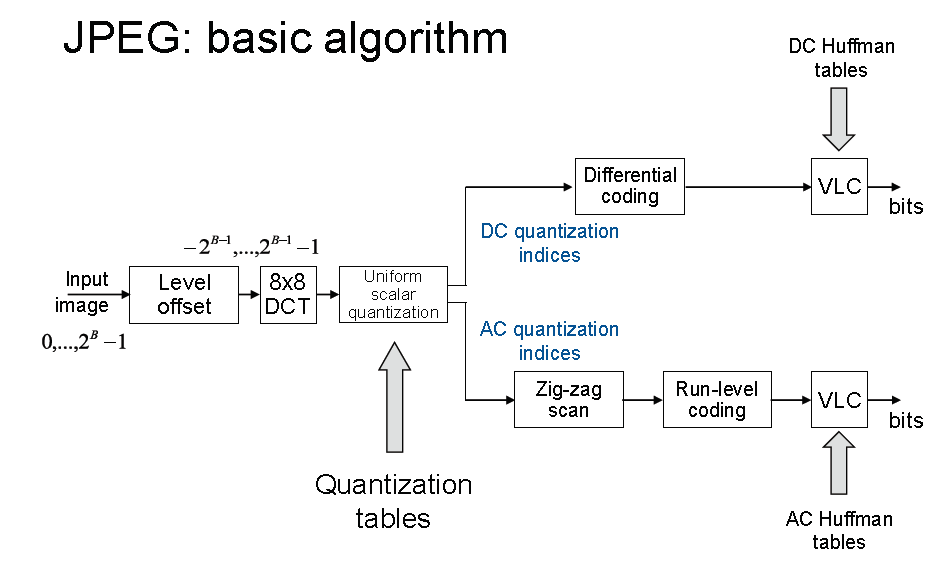 JPEG: basic algorithm
DC Huffman
tables
Differential
coding
VLC
bits
DC quantization
indices
−2^{B−1},...,2^{B−1} −1
Input
image
0,...,2^B −1
Level
offset
8x8
DCT
Uniform
scalar
quantization
AC quantization
indices
Zig-zag
scan
Run-level
coding
VLC
bits
Quantization
tables
AC Huffman
tables